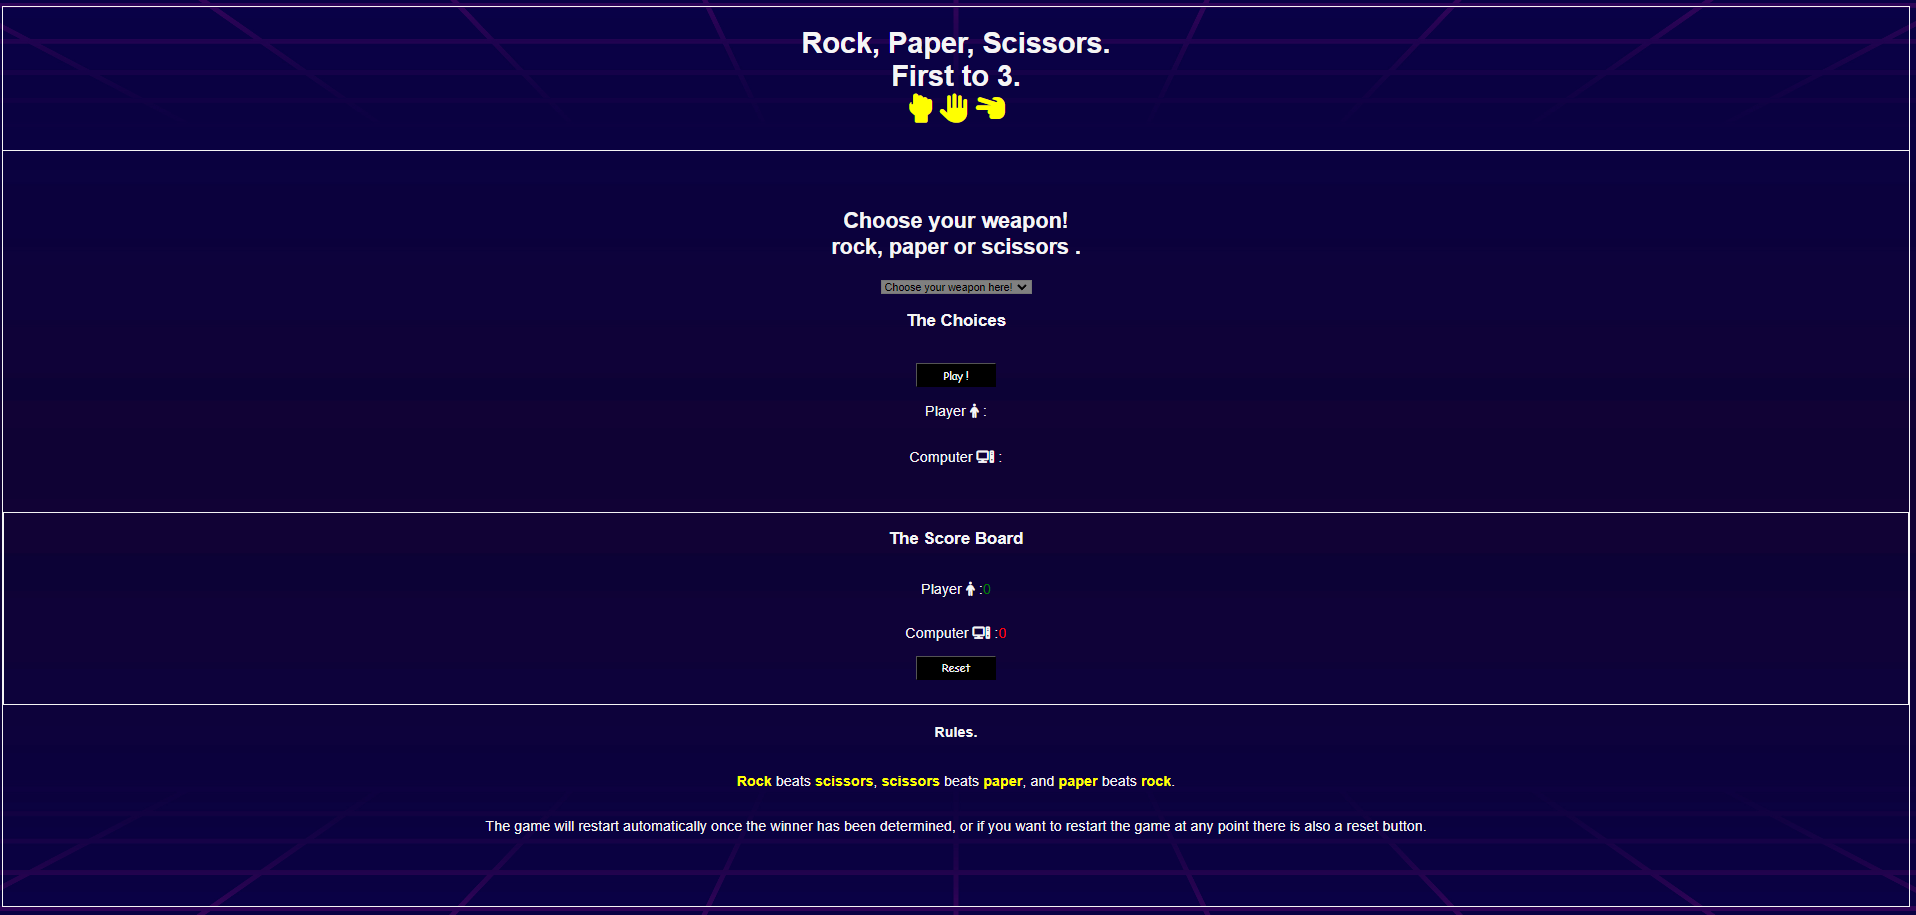 Rock, Paper, Scissors.
First to 3.
Choose your weapon!
rock, paper or scissors .
Choose your weapon here!
The Choices
Play !
Player :
Computer :
The Score Board
Player :0
Computer :0
Reset
Rules.
Rock beats scissors, scissors beats paper, and paper beats rock.
The game will restart automatically once the winner has been determined, or if you want to restart the game at any point there is also a reset button.